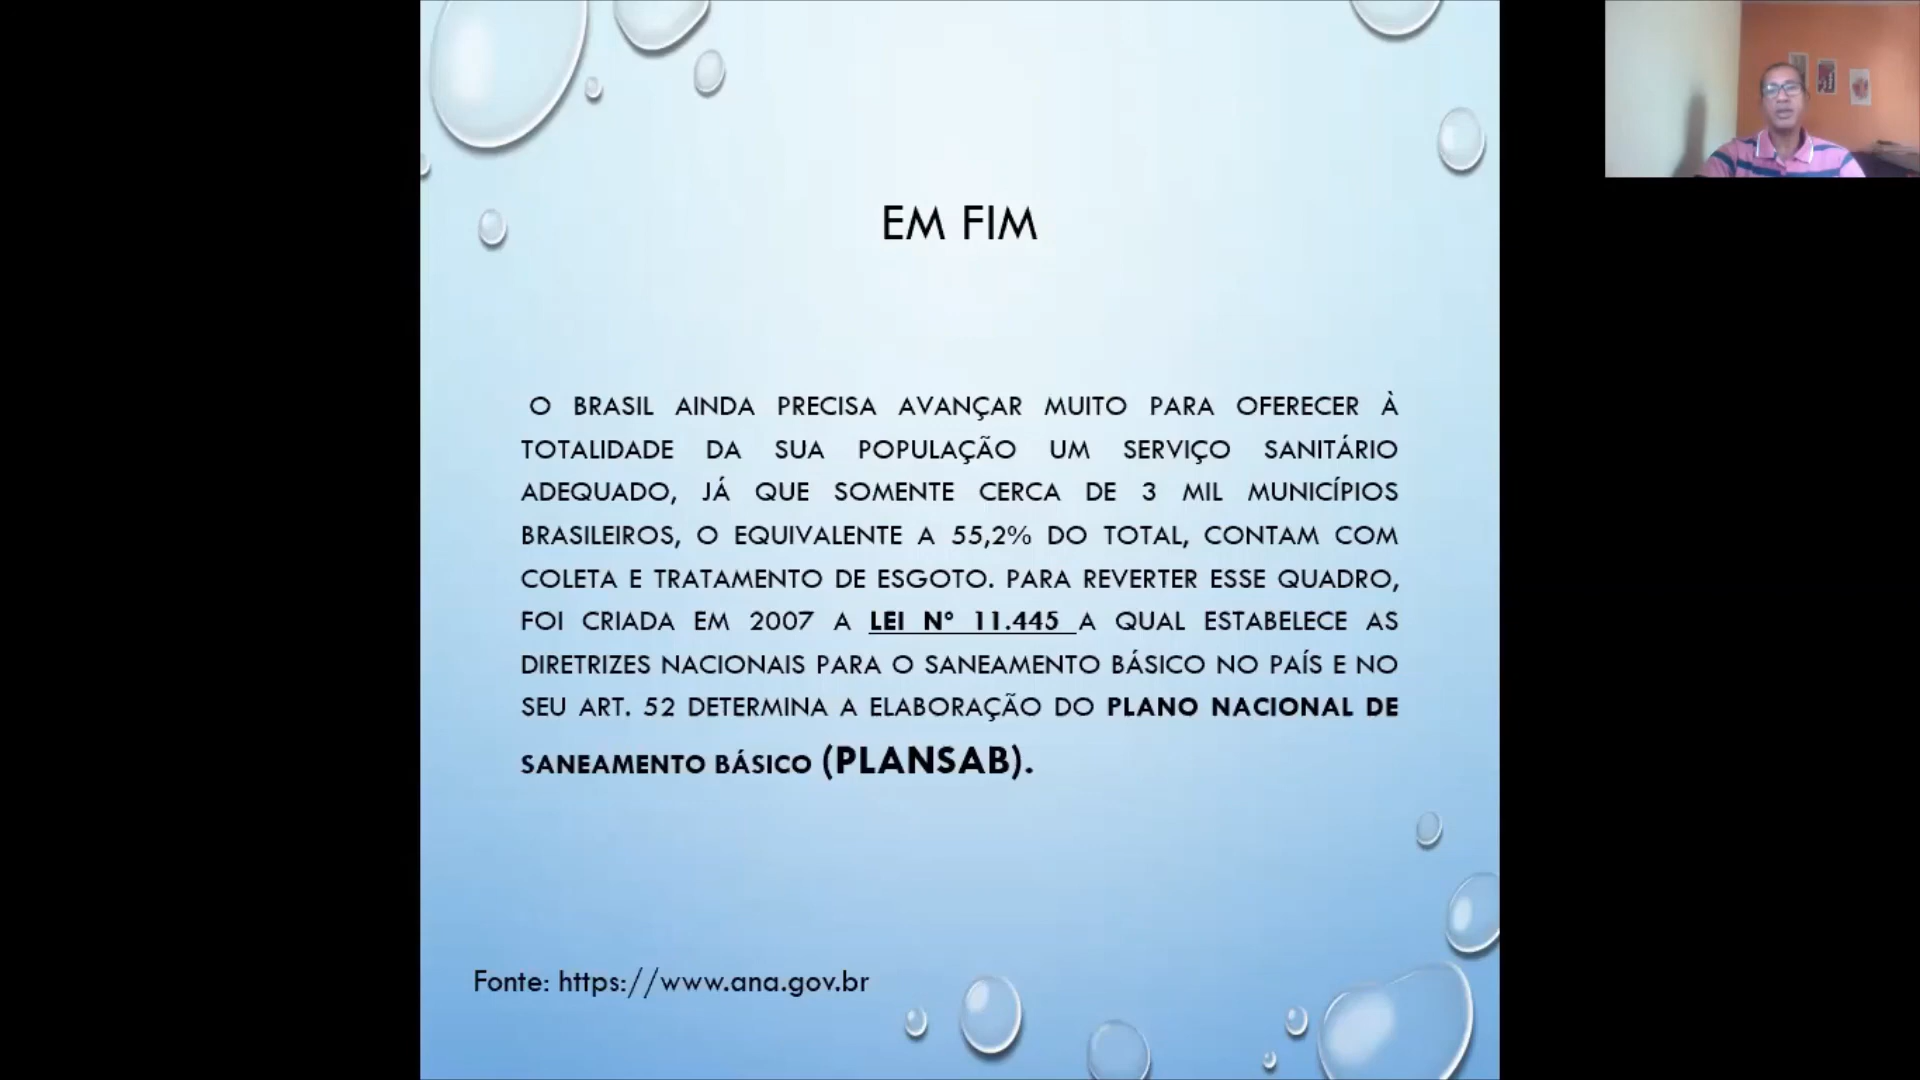 EM FIM
O BRASIL AINDA PRECISA AVANÇAR MUITO PARA OFERECER À
TOTALIDADE DA SUA POPULAÇÃO UM SERVIÇO SANITÁRIO
ADEQUADO, JÁ QUE SOMENTE CERCA DE 3 MIL MUNICÍPIOS
BRASILEIROS, O EQUIVALENTE A 55,2% DO TOTAL, CONTAM COM
COLETA E TRATAMENTO DE ESGOTO. PARA REVERTER ESSE QUADRO,
FOI CRIADA EM 2007 A LEI Nº 11.445 A QUAL ESTABELECE AS
DIRETRIZES NACIONAIS PARA O SANEAMENTO BÁSICO NO PAÍS E NO
SEU ART. 52 DETERMINA A ELABORAÇÃO DO PLANO NACIONAL DE
SANEAMENTO BÁSICO (PLANSAB).
Fonte: https://www.ana.gov.br